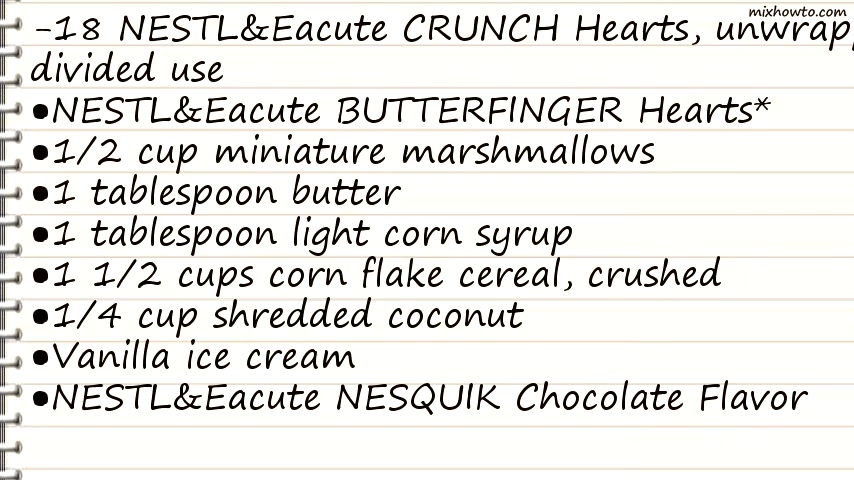 mixhowto.com
-18 NESTL&Eacute CRUNCH Hearts, unwrap
divided use
•NESTL&Eacute BUTTERFINGER Hearts*
•1/2 cup miniature marshmallows
•1 tablespoon butter
•1 tablespoon light corn syrup
•1 1/2 cups corn flake cereal, crushed
•1/4 cup shredded coconut
•Vanilla ice cream
•NESTL&Eacute NESQUIK Chocolate Flavor